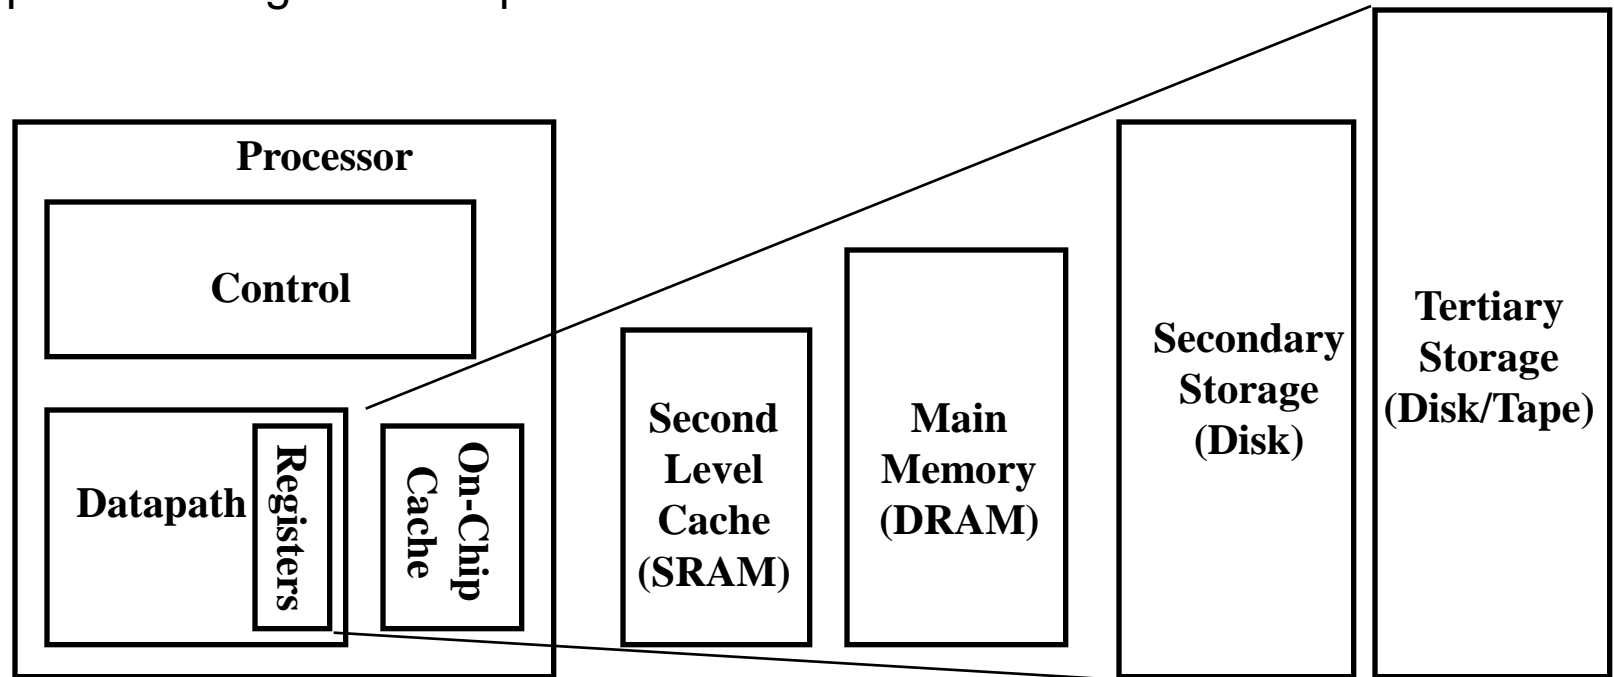 Processor
Control
Datapath
Registers
On-Chip
Cache
Second
Level
Cache
(SRAM)
Main
Memory
(DRAM)
Secondary
Storage
(Disk)
Tertiary
Storage
(Disk/Tape)